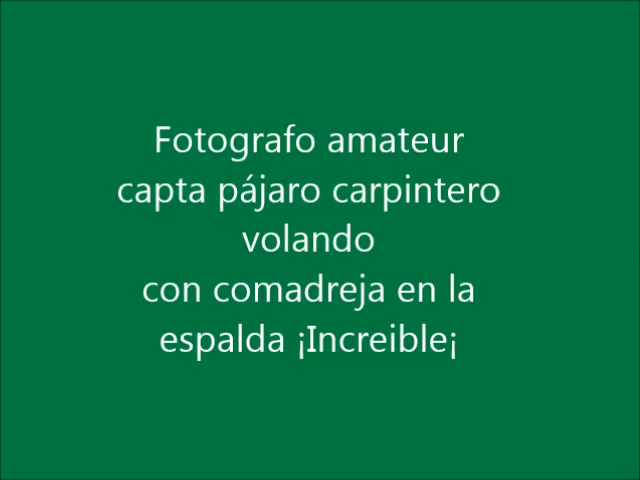 Fotografo amateur
capta pájaro carpintero
volando
con comadreja en la
espalda ¡Increible¡